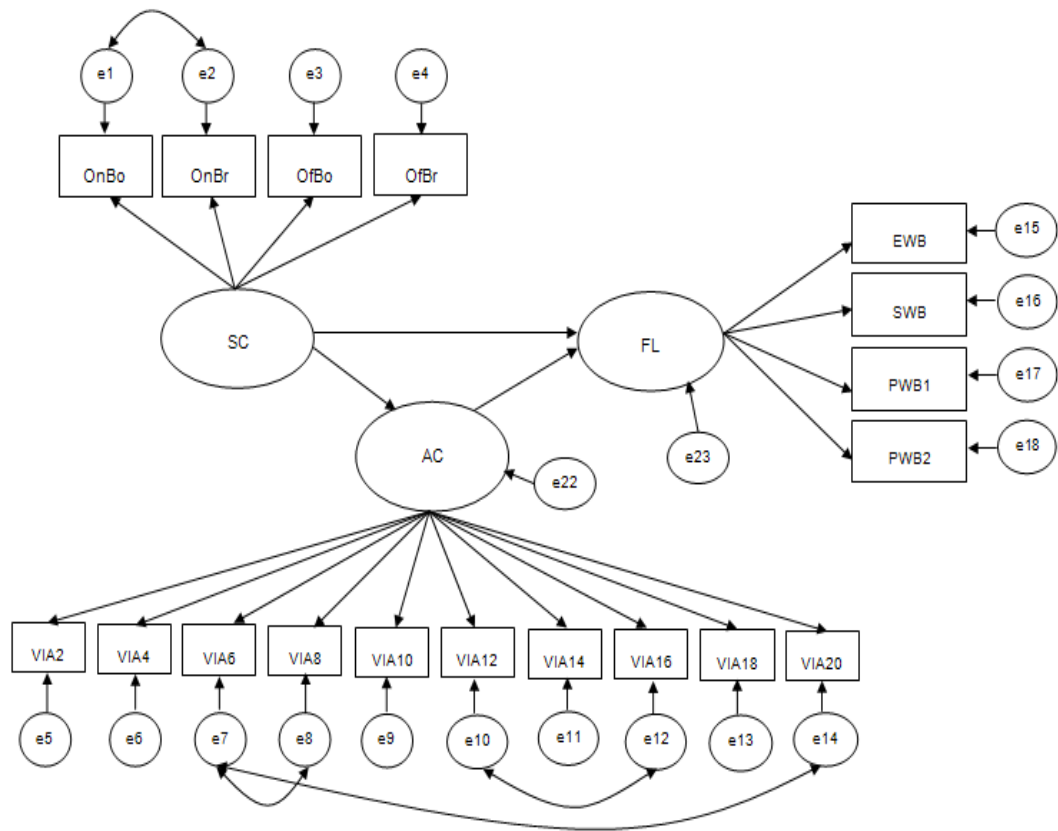 e1 e2 e3 e4
OnBo OnBr OfBo OfBr
EWB e15
SWB e16
SC FL
PWB1 e17
PWB2 e18
AC e23
e22
VIA2 VIA4 VIA6 VIA8 VIA10 VIA12 VIA14 VIA16 VIA18 VIA20
e5 e6 e7 e8 e9 e10 e11 e12 e13 e14